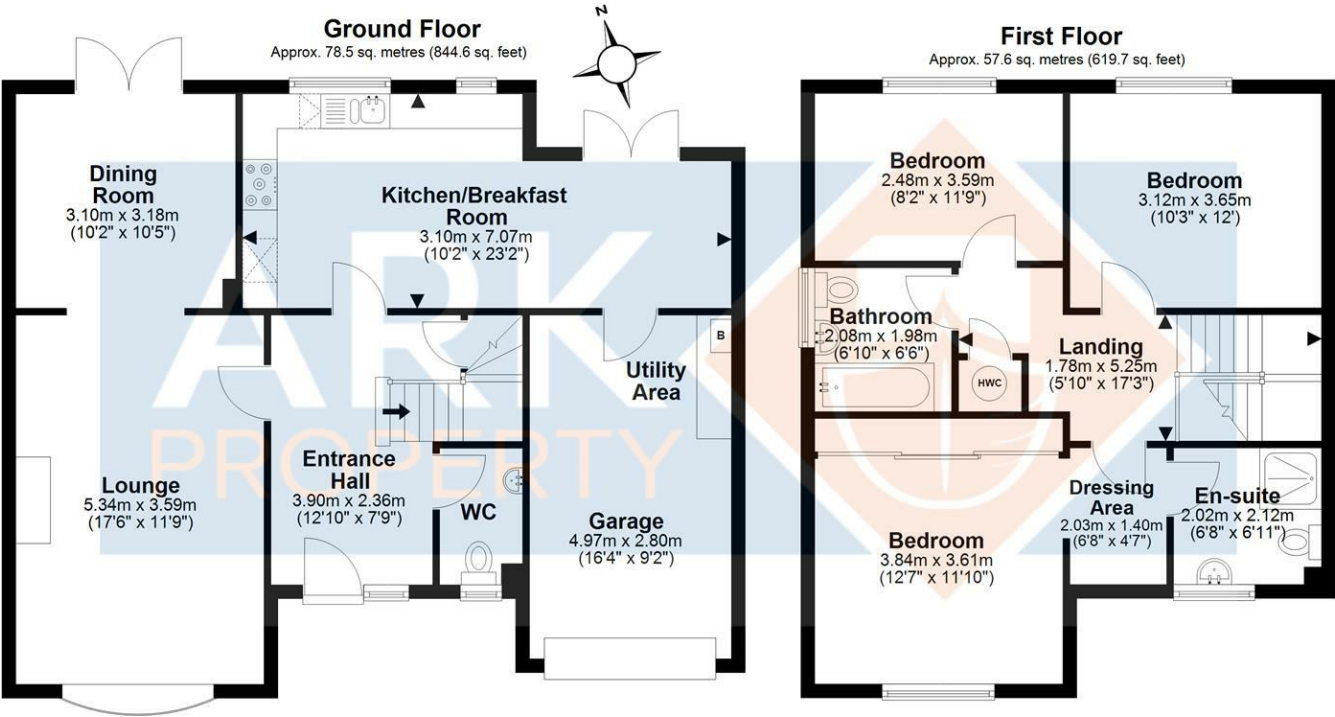 N
Ground Floor
Approx. 78.5 sq. metres (844.6 sq. feet)
First Floor
Approx. 57.6 sq. metres (619.7 sq. feet)
Dining
Room
3.10m x 3.18m
(10'2" x 10'5")
Kitchen/Breakfast
Room
3.10m x 7.07m
(10'2" x 23'2")
B
Utility
Area
Lounge
5.34m x 3.59m
(17'6" x 11'9")
Entrance
Hall
3.90m x 2.36m
(12'10" x 7'9")
WC
Garage
4.97m x 2.80m
(16'4" x 9'2")
Bedroom
2.48m x 3.59m
(8'2" x 11'9")
Bedroom
3.12m x 3.65m
(10'3" x 12')
Bathroom
2.08m x 1.98m
(6'10" x 6'6")
HWC
Landing
1.78m x 5.25m
(5'10" x 17'3")
Bedroom
3.84m x 3.61m
(12'7" x 11'10")
Dressing
Area
2.03m x 1.40m
(6'8" x 4'7")
En-suite
2.02m x 2.12m
(6'8" x 6'11")
ARK
PROPERTY